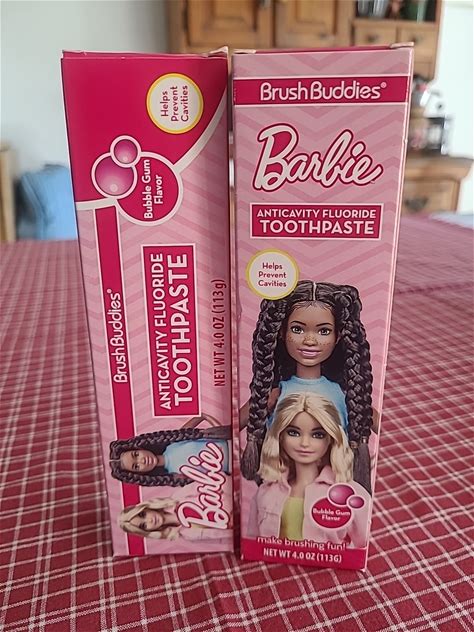 Helps
Prevent
Cavities
Bubble Gum
Flavor
BrushBuddies®
ANTICAVITY FLUORIDE
TOOTHPASTE
NET WT 4.0 OZ (113g)
Barbie
BrushBuddies®
Barbie
ANTICAVITY FLUORIDE
TOOTHPASTE
Helps
Prevent
Cavities
Bubble Gum
Flavor
make brushing fun!
NET WT 4.0 OZ (113G)